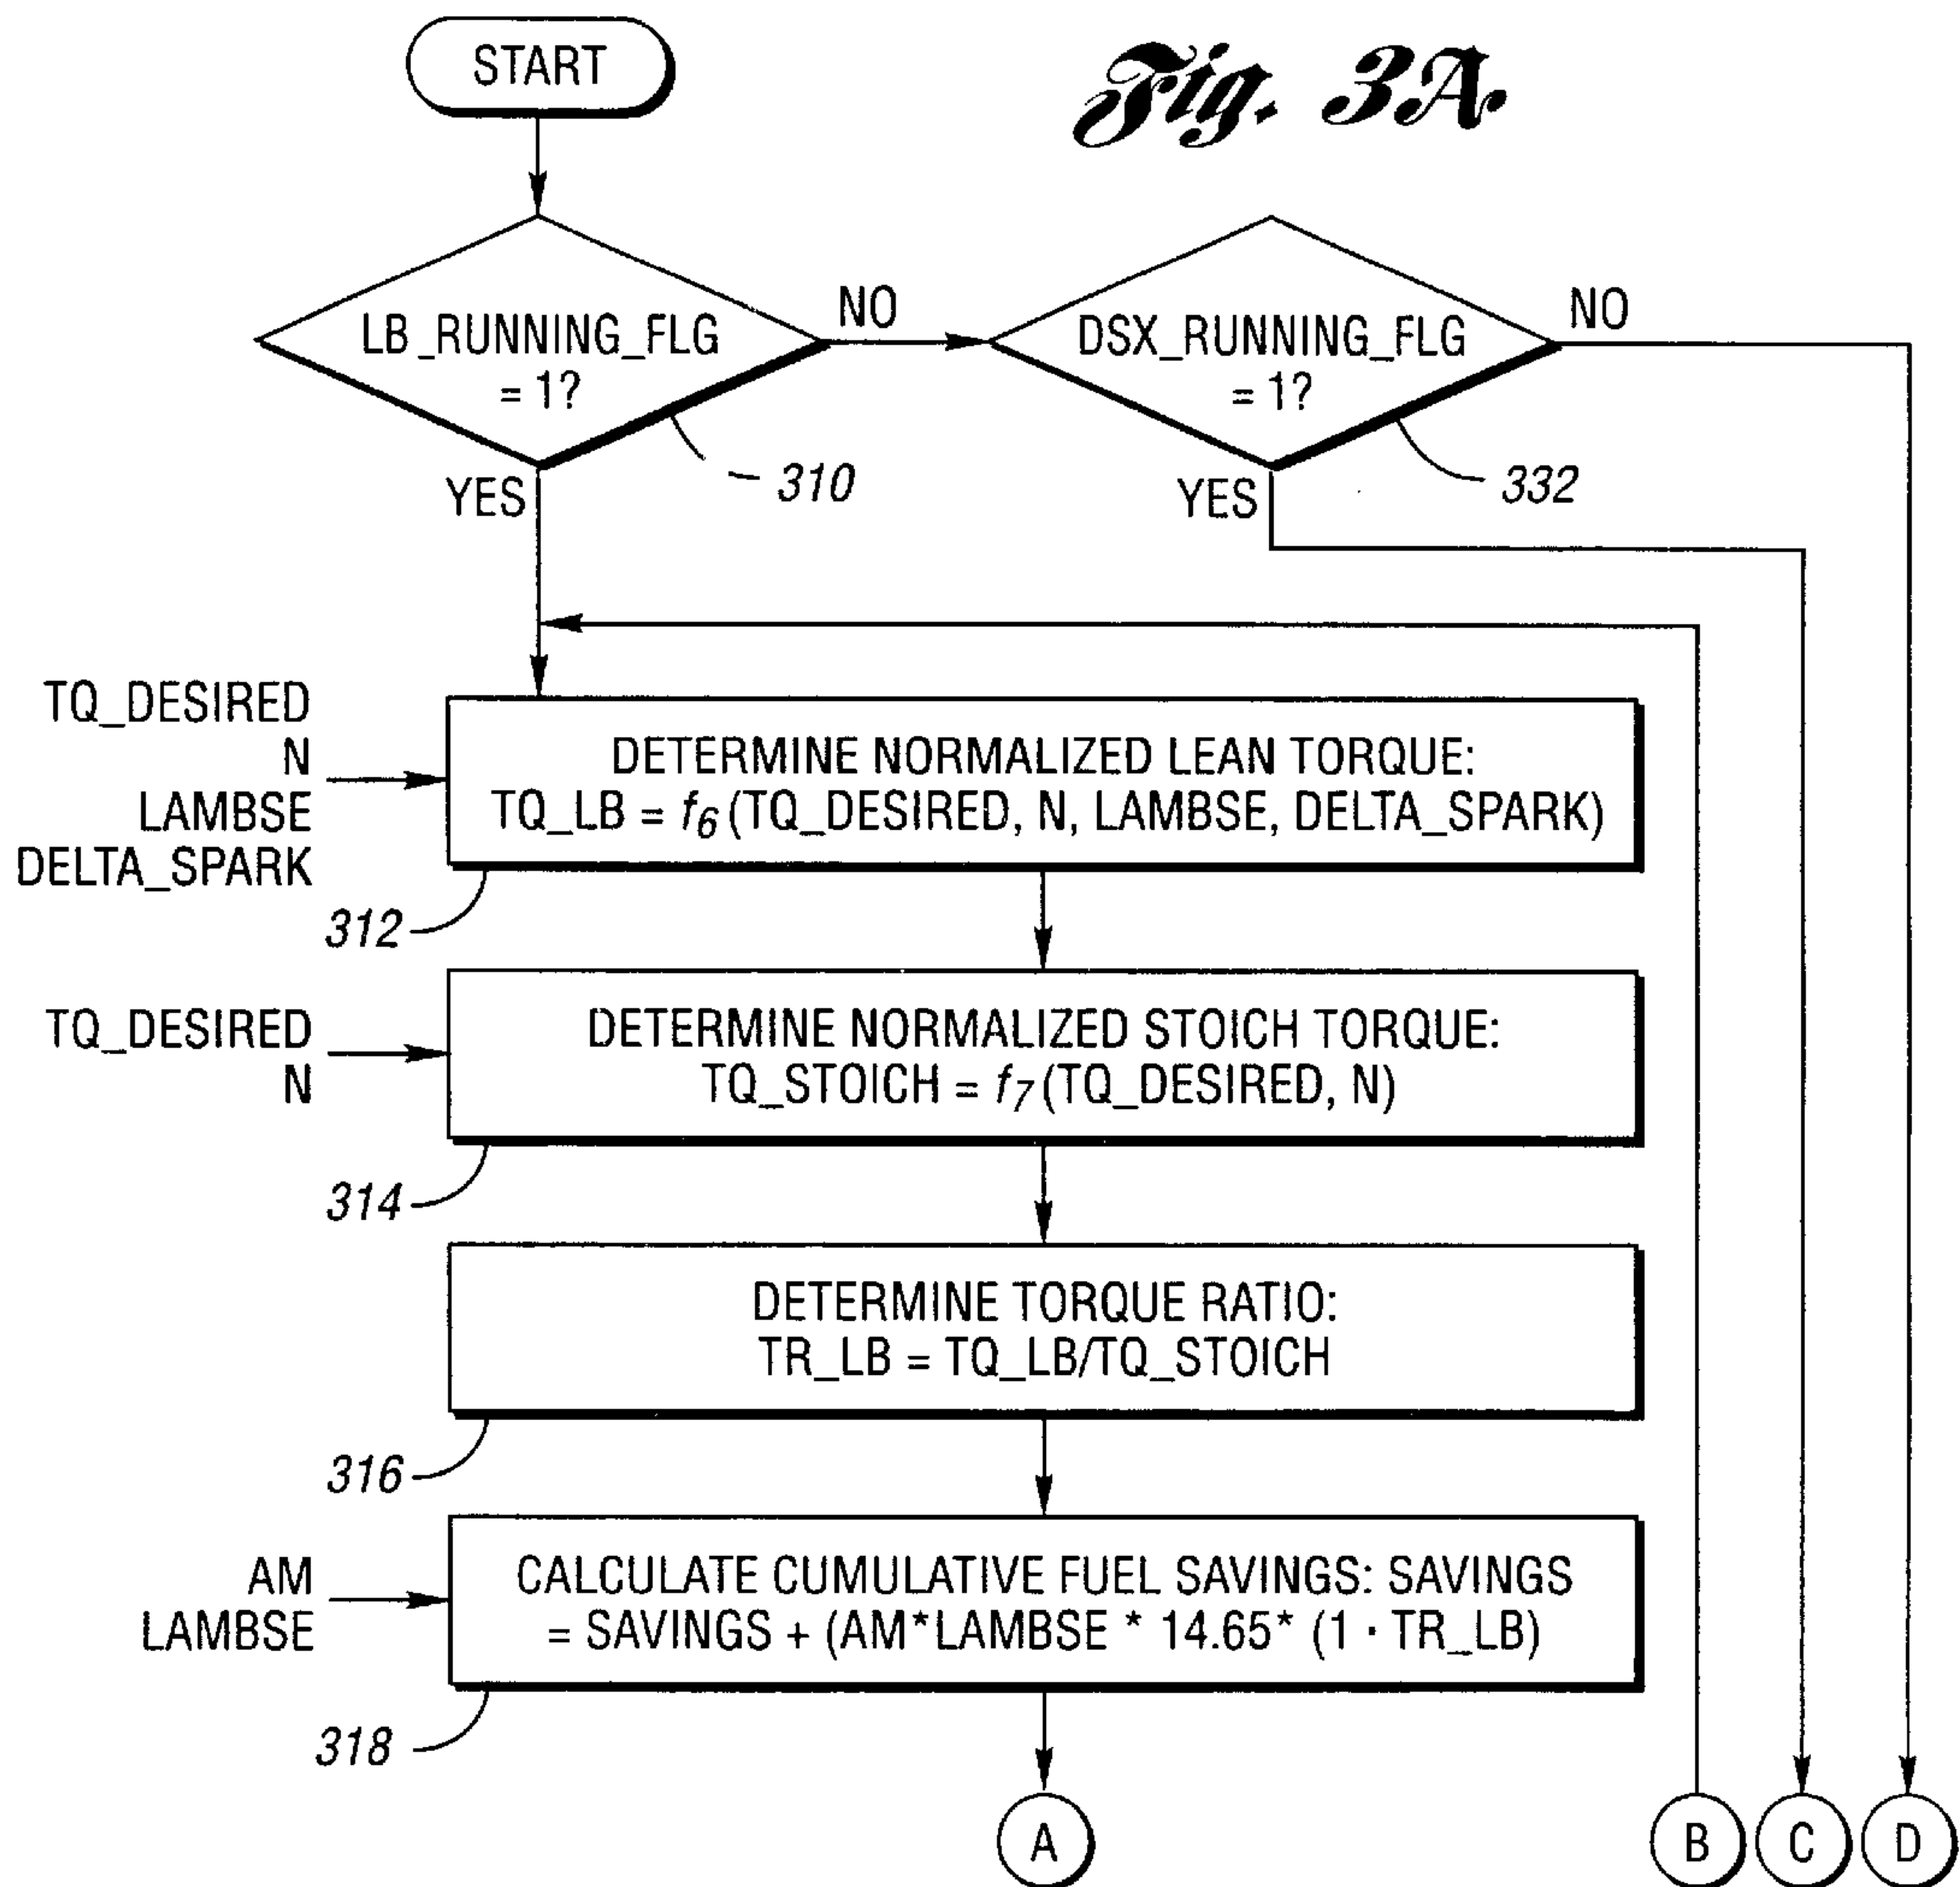 START
Fig. 3A.
LB_RUNNING_FLG
= 1?
NO
DSX_RUNNING_FLG
= 1?
NO
310
332
YES
YES
TQ_DESIRED
N
LAMBSE
DELTA_SPARK
DETERMINE NORMALIZED LEAN TORQUE:
TQ_LB = f6 (TQ_DESIRED, N, LAMBSE, DELTA_SPARK)
312
TQ_DESIRED
N
DETERMINE NORMALIZED STOICH TORQUE:
TQ_STOICH = f7 (TQ_DESIRED, N)
314
DETERMINE TORQUE RATIO:
TR_LB = TQ_LB/TQ_STOICH
316
AM
LAMBSE
CALCULATE CUMULATIVE FUEL SAVINGS: SAVINGS
= SAVINGS + (AM*LAMBSE * 14.65* (1 · TR_LB)
318
A
B
C
D